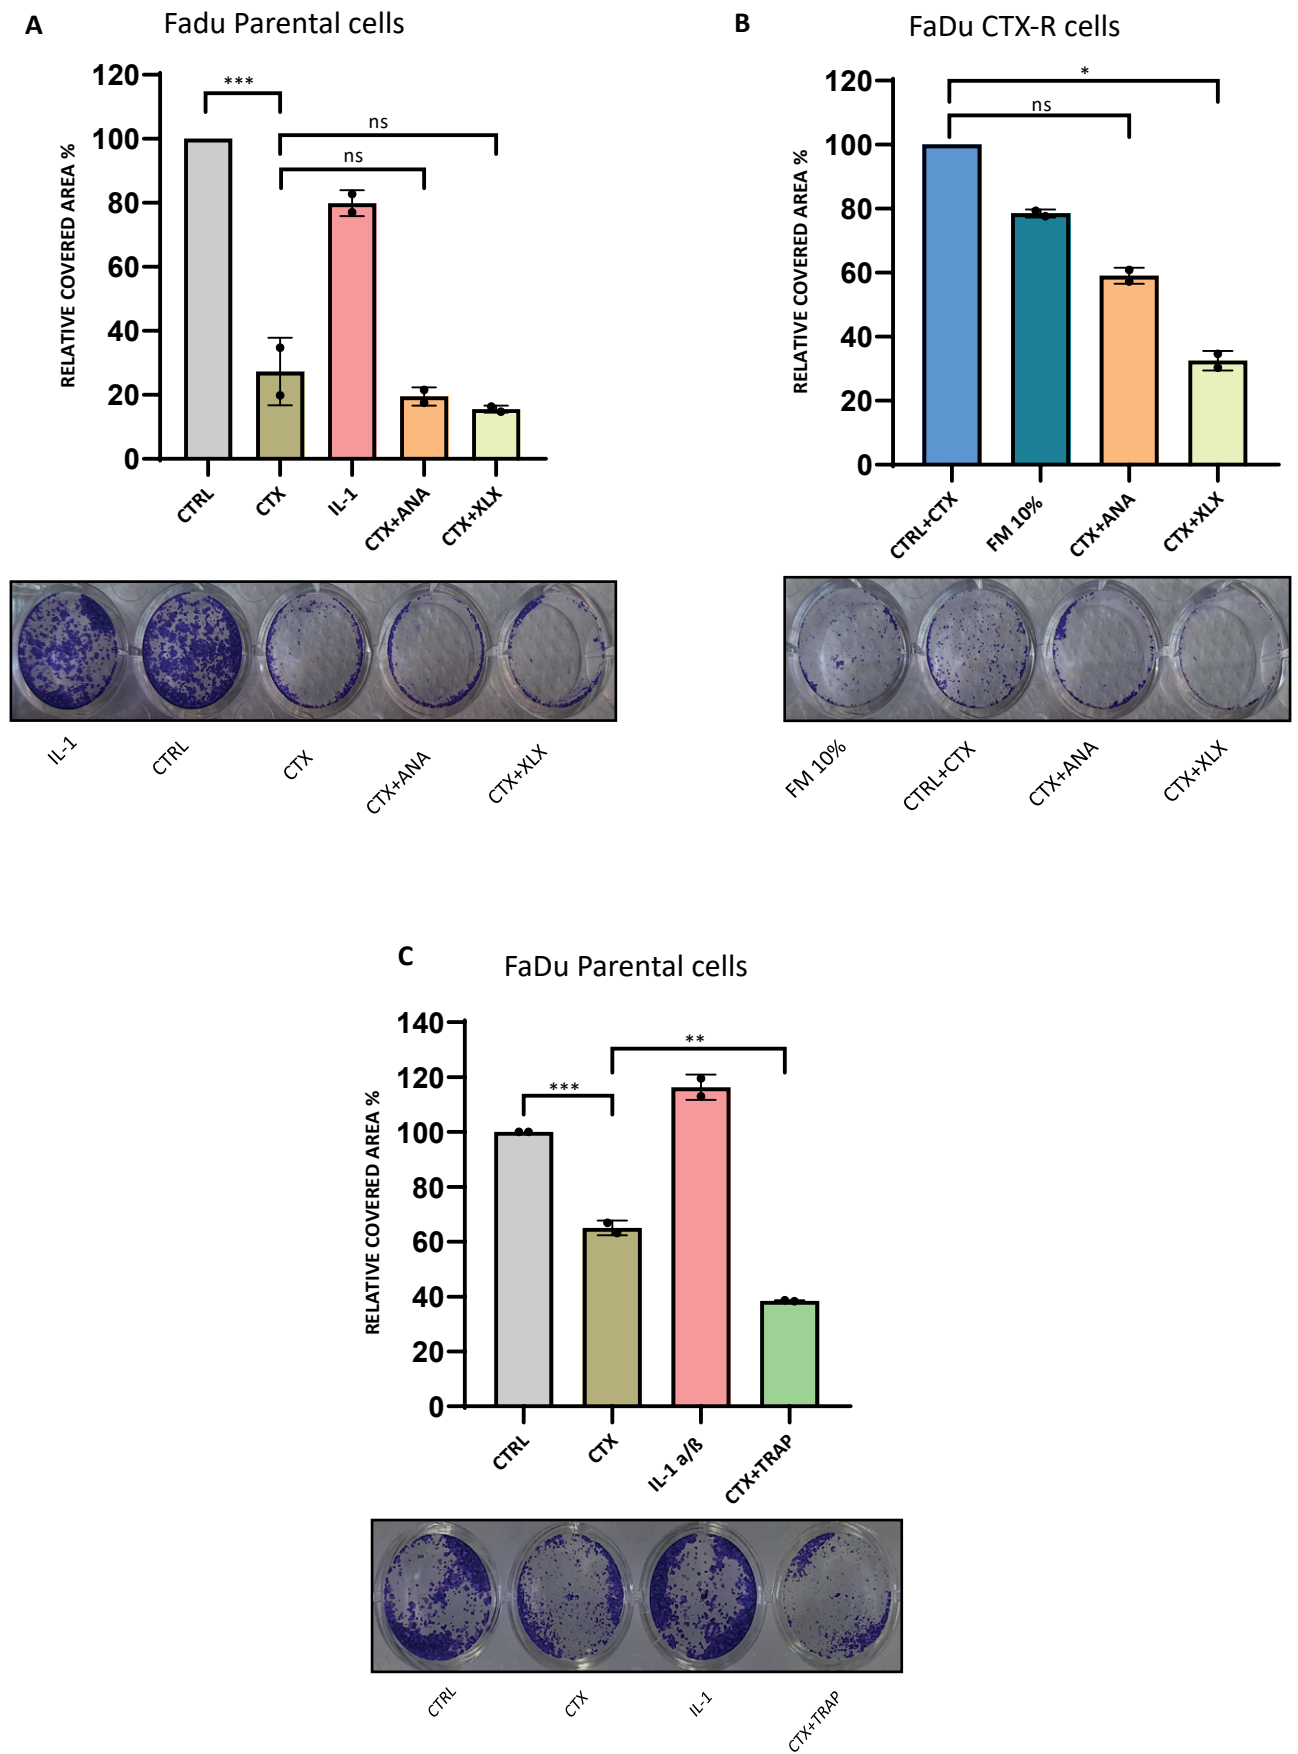 A
Fadu Parental cells
RELATIVE COVERED AREA %
120
100
80
60
40
20
0
***
ns
ns
CTRL
CTX
IL-1
CTX+ANA
CTX+XLX
IL-1
CTRL
CTX
CTX+ANA
CTX+XLX
B
FaDu CTX-R cells
RELATIVE COVERED AREA %
120
100
80
60
40
20
0
*
ns
CTRL+CTX
FM 10%
CTX+ANA
CTX+XLX
FM 10%
CTRL+CTX
CTX+ANA
CTX+XLX
C
FaDu Parental cells
RELATIVE COVERED AREA %
140
120
100
80
60
40
20
0
***
**
CTRL
CTX
IL-1 a/ß
CTX+TRAP
CTRL
CTX
IL-1
CTX+TRAP